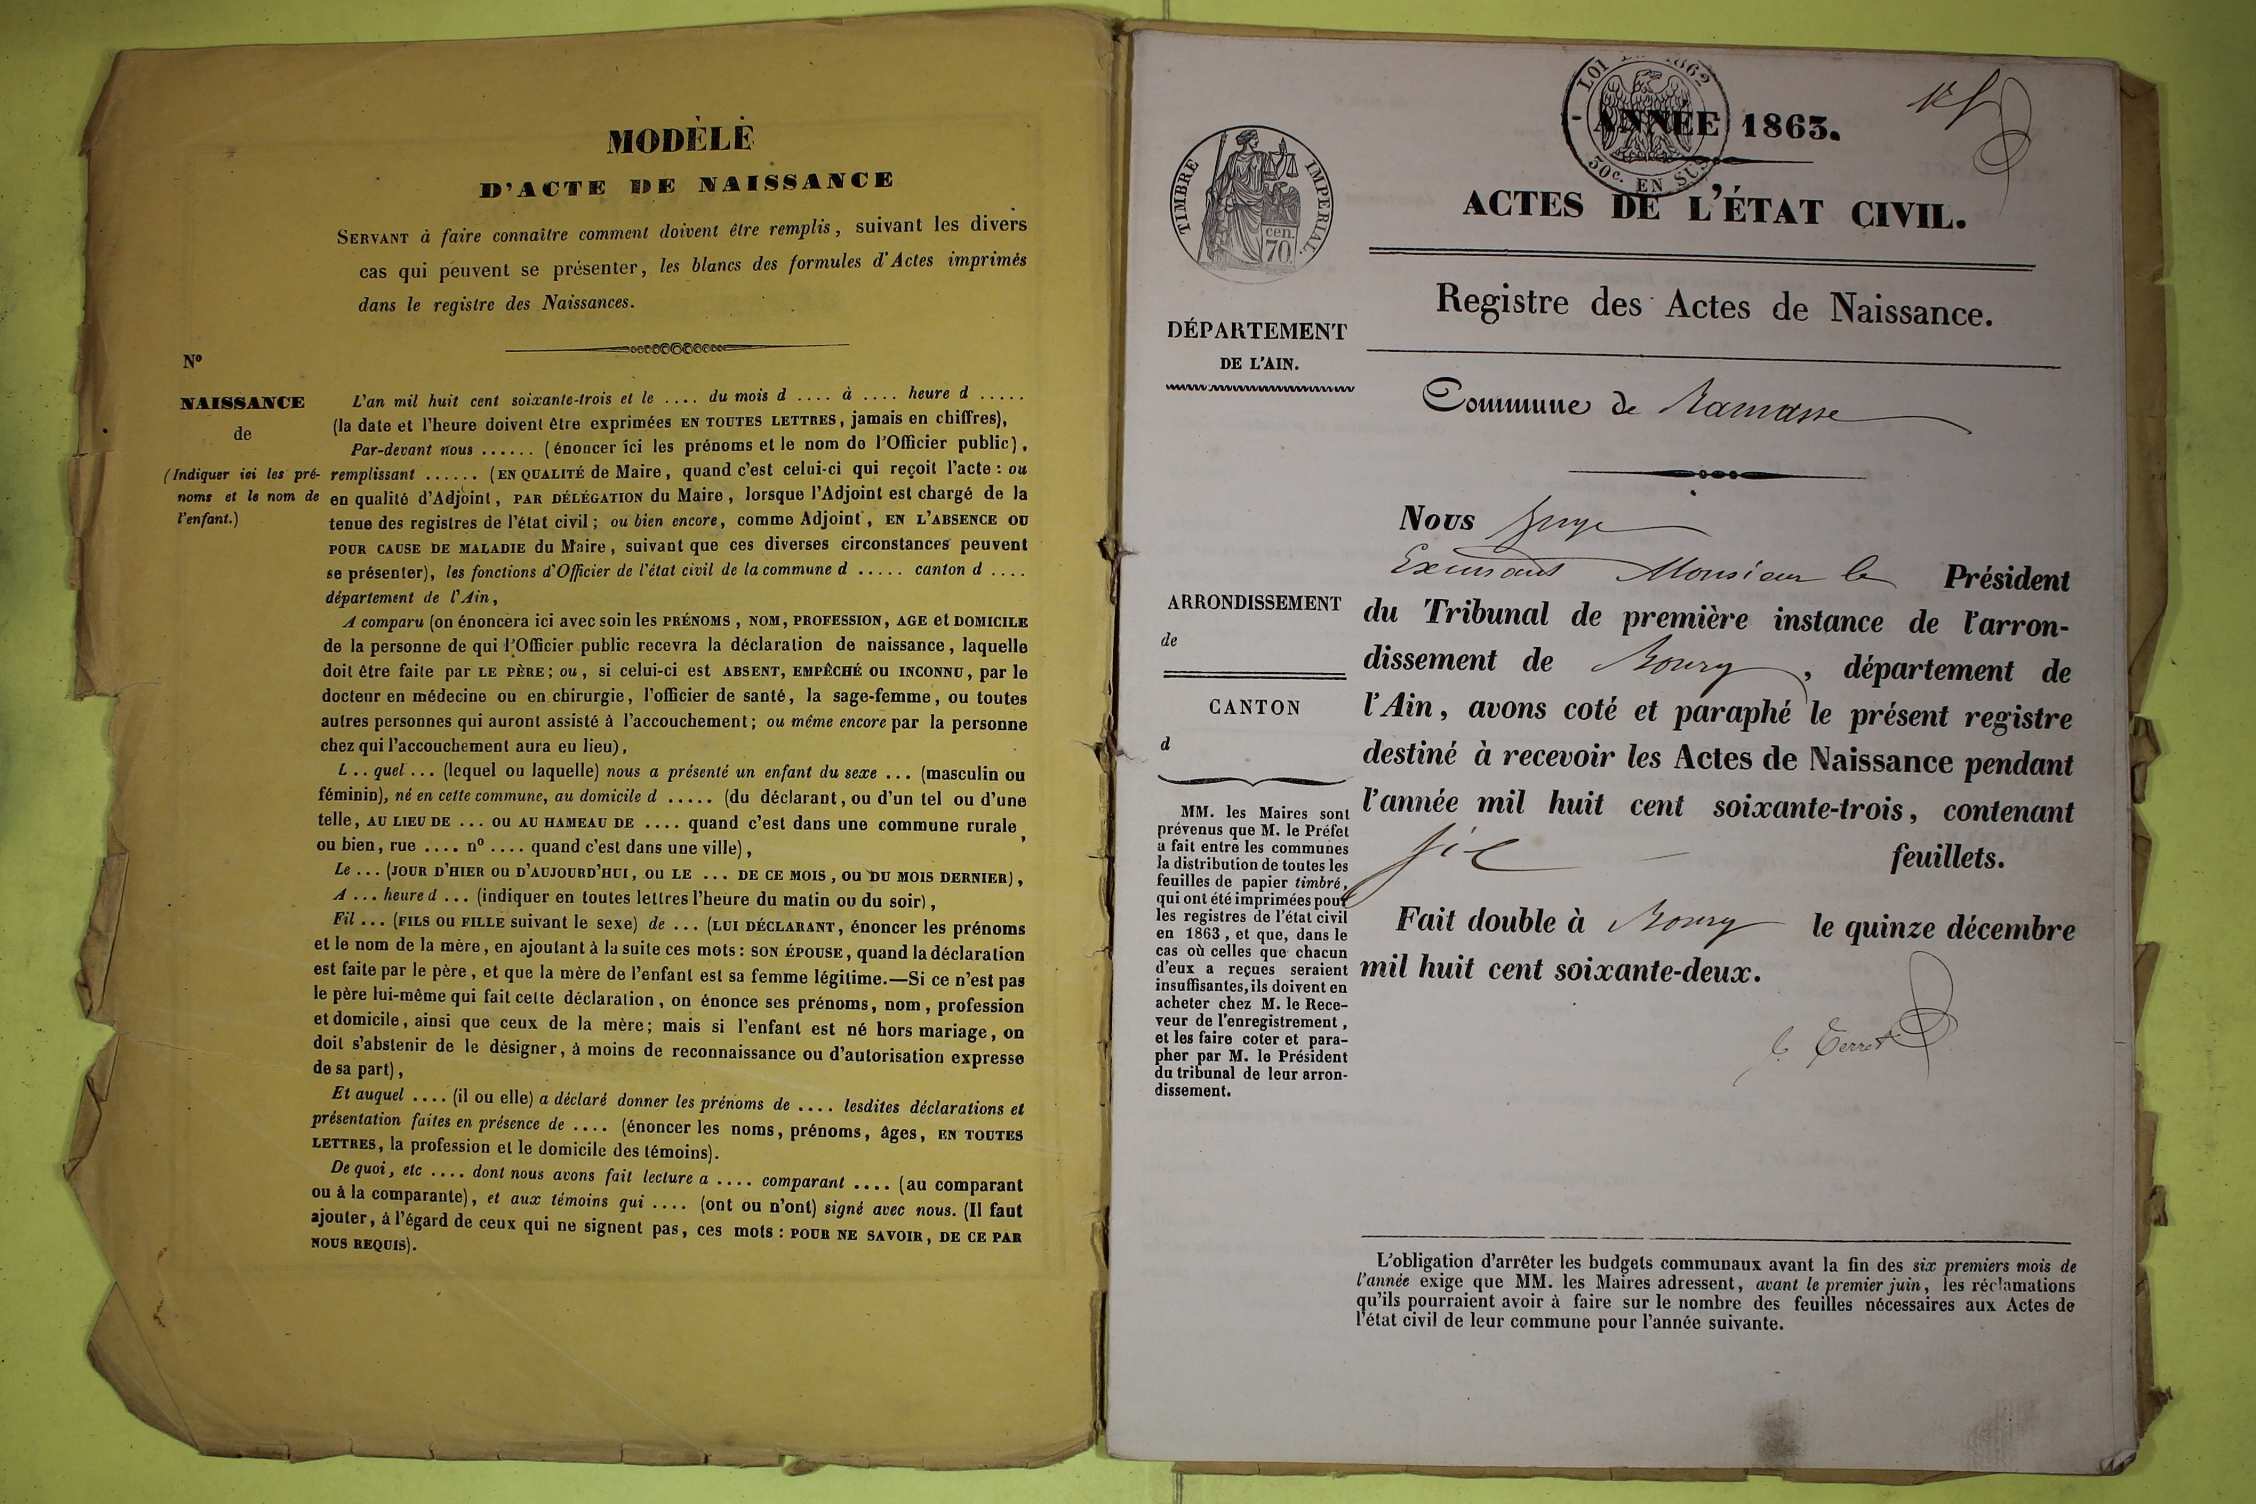 MODÈLE
D'ACTE DE NAISSANCE
SERVANT à faire connaître comment doivent être remplis, suivant les divers
cas qui peuvent se présenter, les blancs des formules d'Actes imprimés
dans le registre des Naissances.
N°
NAISSANCE
de
(Indiquer ici les pré-
noms et le nom de
l'enfant.)
L'an mil huit cent soixante-trois et le .... du mois d .... à .... heure d .....
(la date et l'heure doivent être exprimées EN TOUTES LETTRES, jamais en chiffres),
Par-devant nous ...... (énoncer ici les prénoms et le nom de l'Officier public),
remplissant ...... (EN QUALITÉ de Maire, quand c'est celui-ci qui reçoit l'acte : ou
en qualité d'Adjoint, PAR DÉLÉGATION du Maire, lorsque l'Adjoint est chargé de la
tenue des registres de l'état civil; ou bien encore, comme Adjoint, EN L'ABSENCE OU
POUR CAUSE DE MALADIE du Maire, suivant que ces diverses circonstances peuvent
se présenter), les fonctions d'Officier de l'état civil de la commune d ..... canton d ....
département de l'Ain,
A comparu (on énoncera ici avec soin les PRÉNOMS, NOM, PROFESSION, AGE et DOMICILE
de la personne de qui l'Officier public recevra la déclaration de naissance, laquelle
doit être faite par LE PÈRE; ou, si celui-ci est ABSENT, EMPÊCHÉ OU INCONNU, par le
docteur en médecine ou en chirurgie, l'officier de santé, la sage-femme, ou toutes
autres personnes qui auront assisté à l'accouchement; ou même encore par la personne
chez qui l'accouchement aura eu lieu),
L .. quel ... (lequel ou laquelle) nous a présenté un enfant du sexe ... (masculin ou
féminin), né en cette commune, au domicile d ..... (du déclarant, ou d'un tel ou d'une
telle, AU LIEU DE ... OU AU HAMEAU DE .... quand c'est dans une commune rurale,
ou bien, rue .... n° .... quand c'est dans une ville),
Le ... (JOUR D'HIER OU D'AUJOURD'HUI, OU LE ... DE CE MOIS, OU DU MOIS DERNIER),
A ... heure d ... (indiquer en toutes lettres l'heure du matin ou du soir),
Fil ... (FILS OU FILLE suivant le sexe) de ... (LUI DÉCLARANT, énoncer les prénoms
et le nom de la mère, en ajoutant à la suite ces mots : SON ÉPOUSE, quand la déclaration
est faite par le père, et que la mère de l'enfant est sa femme légitime.—Si ce n'est pas
le père lui-même qui fait cette déclaration, on énonce ses prénoms, nom, profession
et domicile, ainsi que ceux de la mère; mais si l'enfant est né hors mariage, on
doit s'abstenir de le désigner, à moins de reconnaissance ou d'autorisation expresse
de sa part),
Et auquel .... (il ou elle) a déclaré donner les prénoms de .... lesdites déclarations et
présentation faites en présence de .... (énoncer les noms, prénoms, âges, EN TOUTES
LETTRES, la profession et le domicile des témoins).
De quoi, etc .... dont nous avons fait lecture a .... comparant .... (au comparant
ou à la comparante), et aux témoins qui .... (ont ou n'ont) signé avec nous. (Il faut
ajouter, à l'égard de ceux qui ne signent pas, ces mots : POUR NE SAVOIR, DE CE PAR
NOUS REQUIS).
LOI 1862
50c. EN SUS
ANNÉE 1863.
TIMBRE IMPÉRIAL
cen.
70
ACTES DE L'ÉTAT CIVIL.
Registre des Actes de Naissance.
DÉPARTEMENT
DE L'AIN.
Commune de Ramasse
ARRONDISSEMENT
de
CANTON
d
MM. les Maires sont
prévenus que M. le Préfet
a fait entre les communes
la distribution de toutes les
feuilles de papier timbré,
qui ont été imprimées pour
les registres de l'état civil
en 1863, et que, dans le
cas où celles que chacun
d'eux a reçues seraient
insuffisantes, ils doivent en
acheter chez M. le Rece-
veur de l'enregistrement,
et les faire coter et para-
pher par M. le Président
du tribunal de leur arron-
dissement.
Nous Juge
Monsieur le Président
du Tribunal de première instance de l'arron-
dissement de Bourg, département de
l'Ain, avons coté et paraphé le présent registre
destiné à recevoir les Actes de Naissance pendant
l'année mil huit cent soixante-trois, contenant
six feuillets.
Fait double à Bourg le quinze décembre
mil huit cent soixante-deux.
L'obligation d'arrêter les budgets communaux avant la fin des six premiers mois de
l'année exige que MM. les Maires adressent, avant le premier juin, les réclamations
qu'ils pourraient avoir à faire sur le nombre des feuilles nécessaires aux Actes de
l'état civil de leur commune pour l'année suivante.